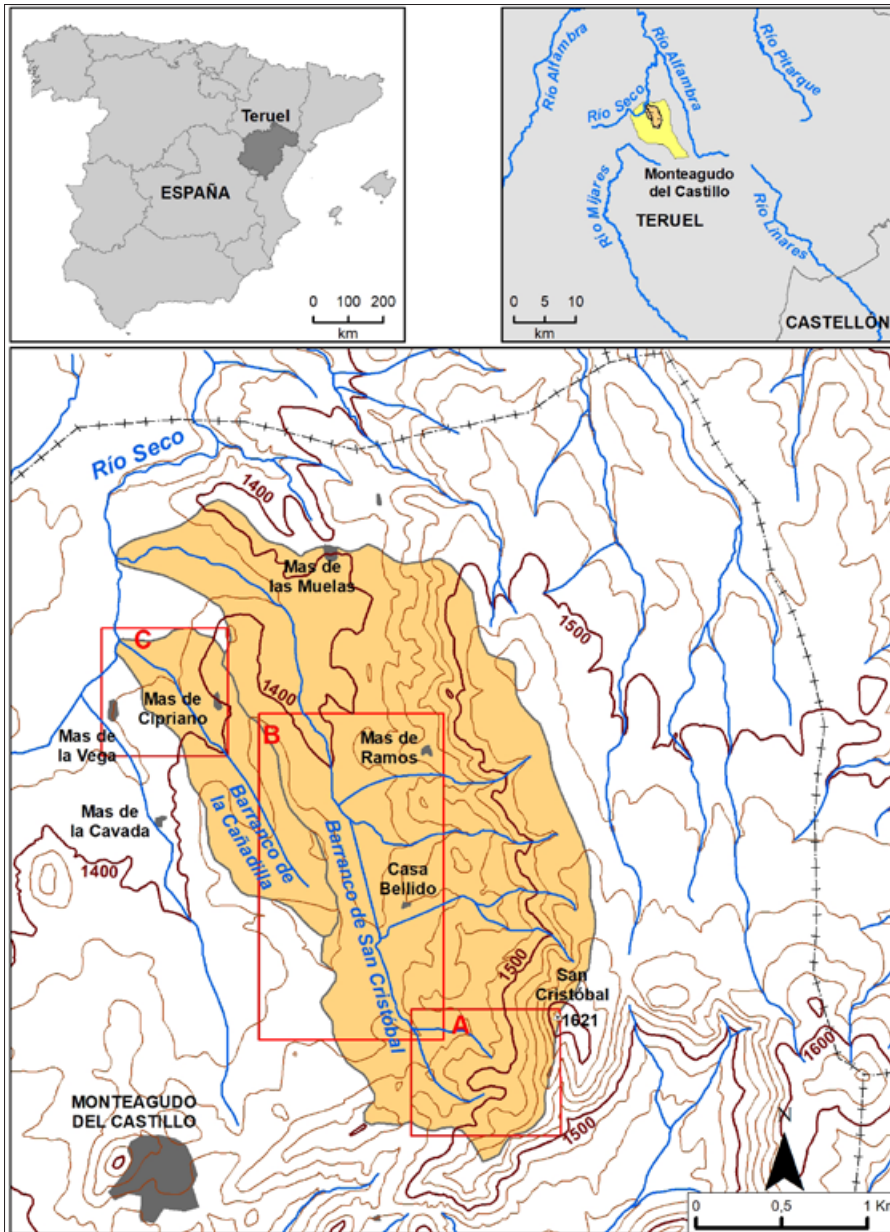 Teruel
ESPAÑA
0 100 200
km
Río Alfambra
Río Seco
Río Alfambra
Río Pitarque
Monteagudo
del Castillo
Río Mijares
TERUEL
Río Linares
0 5 10
km
CASTELLÓN
Río Seco
1400
Mas de
las Muelas
1500
C
1400
Mas de
Cipriano
Mas de
la Vega
B
Mas de
Ramos
1500
Mas de
la Cavada
Barranco de
la Cañadilla
Barranco de San Cristóbal
1400
Casa
Bellido
1500
San
Cristóbal
1621
A
1600
MONTEAGUDO
DEL CASTILLO
1500
N
0 0,5 1 Km